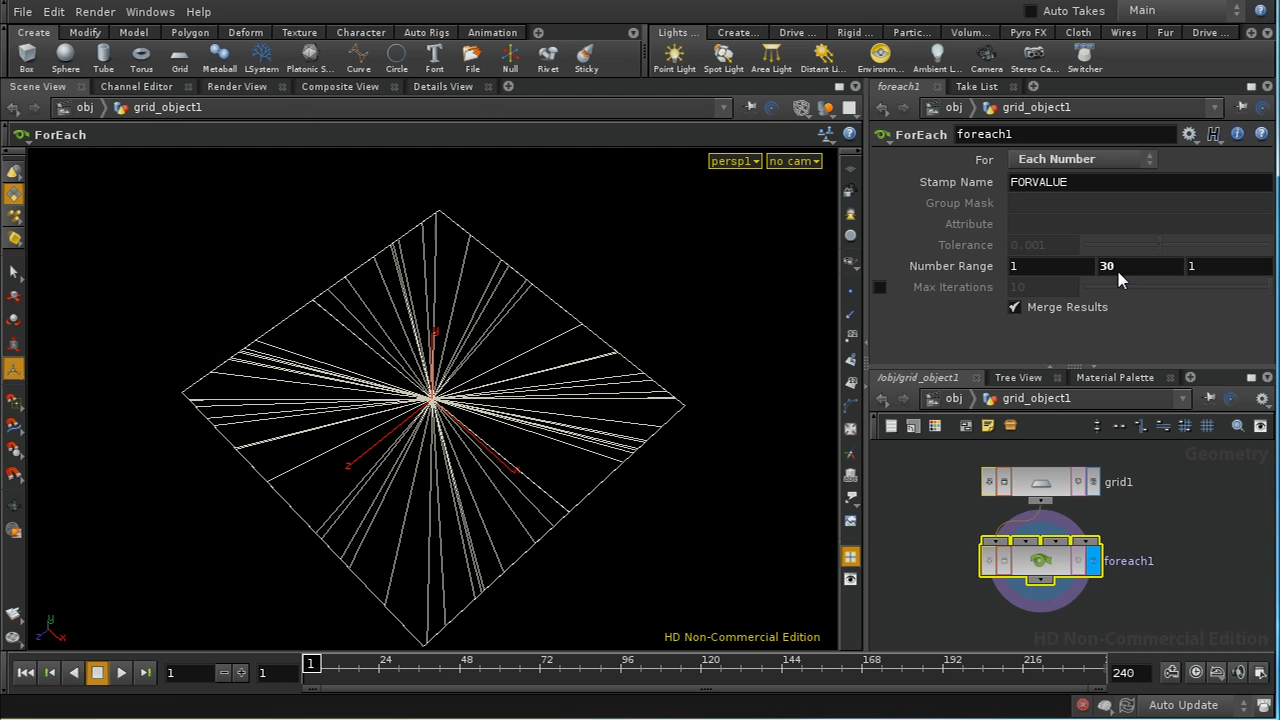 File Edit Render Windows Help Auto Takes Main
Create Modify Model Polygon Deform Texture Character Auto Rigs Animation Lights ... Create... Drive ... Rigid ... Partic... Volum... Pyro FX Cloth Wires Fur Drive ...
Box Sphere Tube Torus Grid Metaball LSystem Platonic S... Curve Circle Font File Null Rivet Sticky Point Light Spot Light Area Light Distant Li... Environm... Ambient L... Camera Stereo Ca... Switcher
Scene View Channel Editor Render View Composite View Details View foreach1 Take List
obj grid_object1 obj grid_object1
ForEach ForEach foreach1
persp1 no cam
For Each Number
Stamp Name FORVALUE
Group Mask
Attribute
Tolerance 0.001
Number Range 1 30 1
Max Iterations 10
Merge Results
z
/obj/grid_object1 Tree View Material Palette
obj grid_object1
Geometry
grid1
foreach1
y
z x
HD Non-Commercial Edition
HD Non-Commercial Edition
1 1 1 24 48 72 96 120 144 168 192 216 240
Auto Update